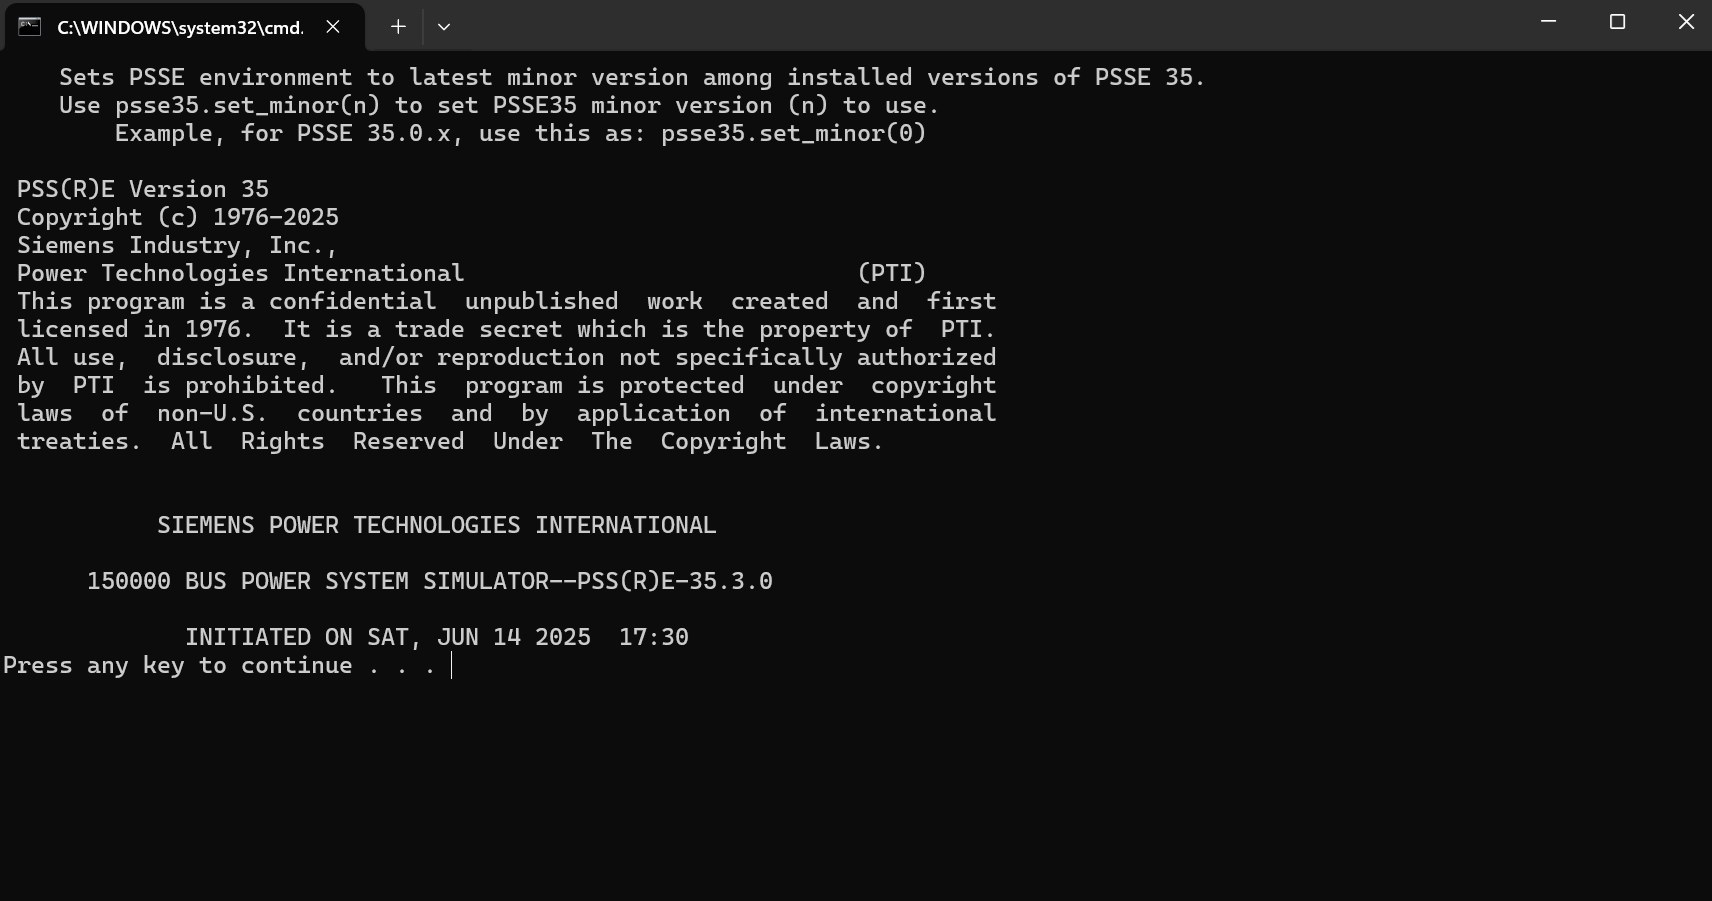 C:\WINDOWS\system32\cmd.
Sets PSSE environment to latest minor version among installed versions of PSSE 35.
Use psse35.set_minor(n) to set PSSE35 minor version (n) to use.
Example, for PSSE 35.0.x, use this as: psse35.set_minor(0)
PSS(R)E Version 35
Copyright (c) 1976-2025
Siemens Industry, Inc.,
Power Technologies International                            (PTI)
This program is a confidential  unpublished  work  created  and  first
licensed in 1976.  It is a trade secret which is the property of  PTI.
All use,  disclosure,  and/or reproduction not specifically authorized
by  PTI  is prohibited.   This  program is protected  under  copyright
laws  of  non-U.S.  countries  and  by  application  of  international
treaties.  All  Rights  Reserved  Under  The  Copyright  Laws.
SIEMENS POWER TECHNOLOGIES INTERNATIONAL
150000 BUS POWER SYSTEM SIMULATOR--PSS(R)E-35.3.0
INITIATED ON SAT, JUN 14 2025  17:30
Press any key to continue . . .